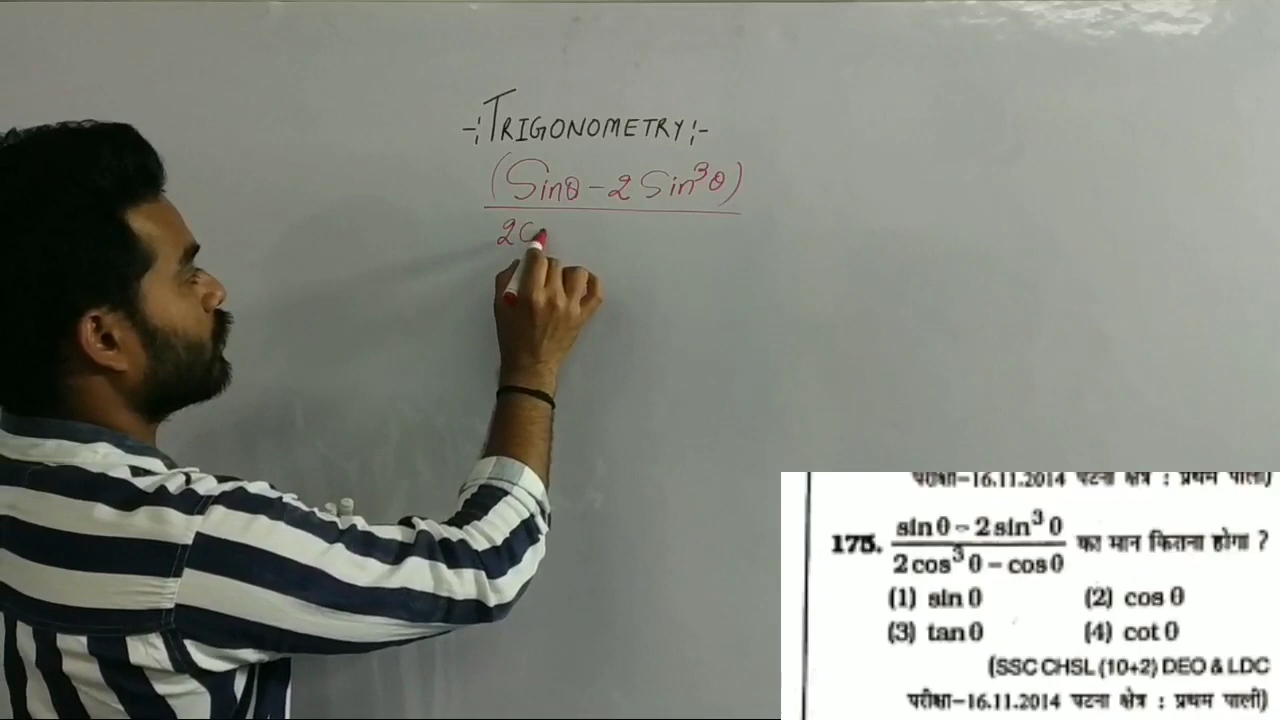 -:TRIGONOMETRY:-
(Sinθ - 2 Sin³θ)
2c
परीक्षा-16.11.2014 पटना क्षेत्र : प्रथम पाली)
175. sin θ - 2 sin³ θ / 2 cos³ θ - cos θ का मान कितना होगा ?
(1) sin θ (2) cos θ
(3) tan θ (4) cot θ
(SSC CHSL (10+2) DEO & LDC
परीक्षा-16.11.2014 पटना क्षेत्र : प्रथम पाली)